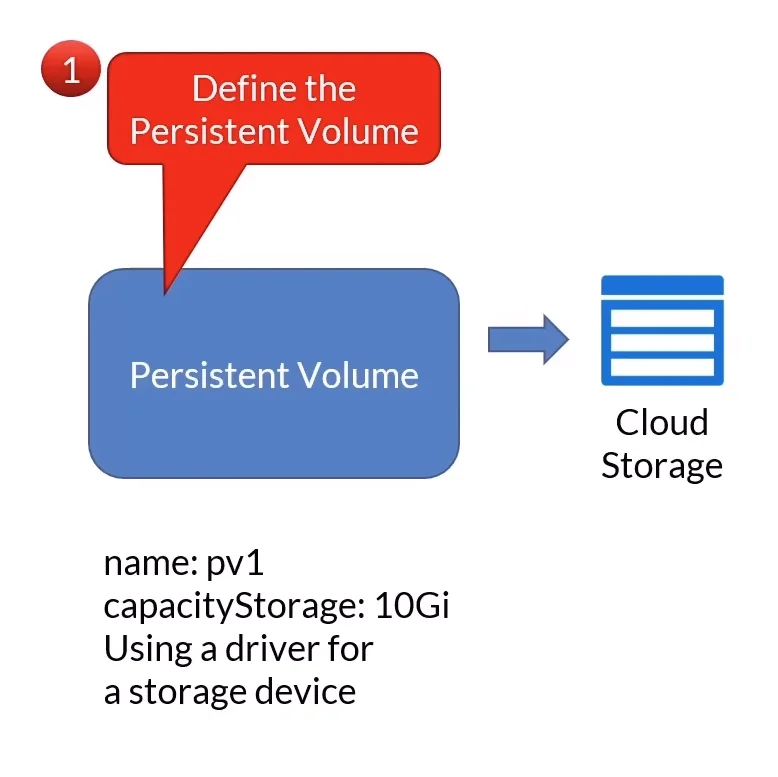 1
Define the
Persistent Volume
Persistent Volume
Cloud
Storage
name: pv1
capacityStorage: 10Gi
Using a driver for
a storage device